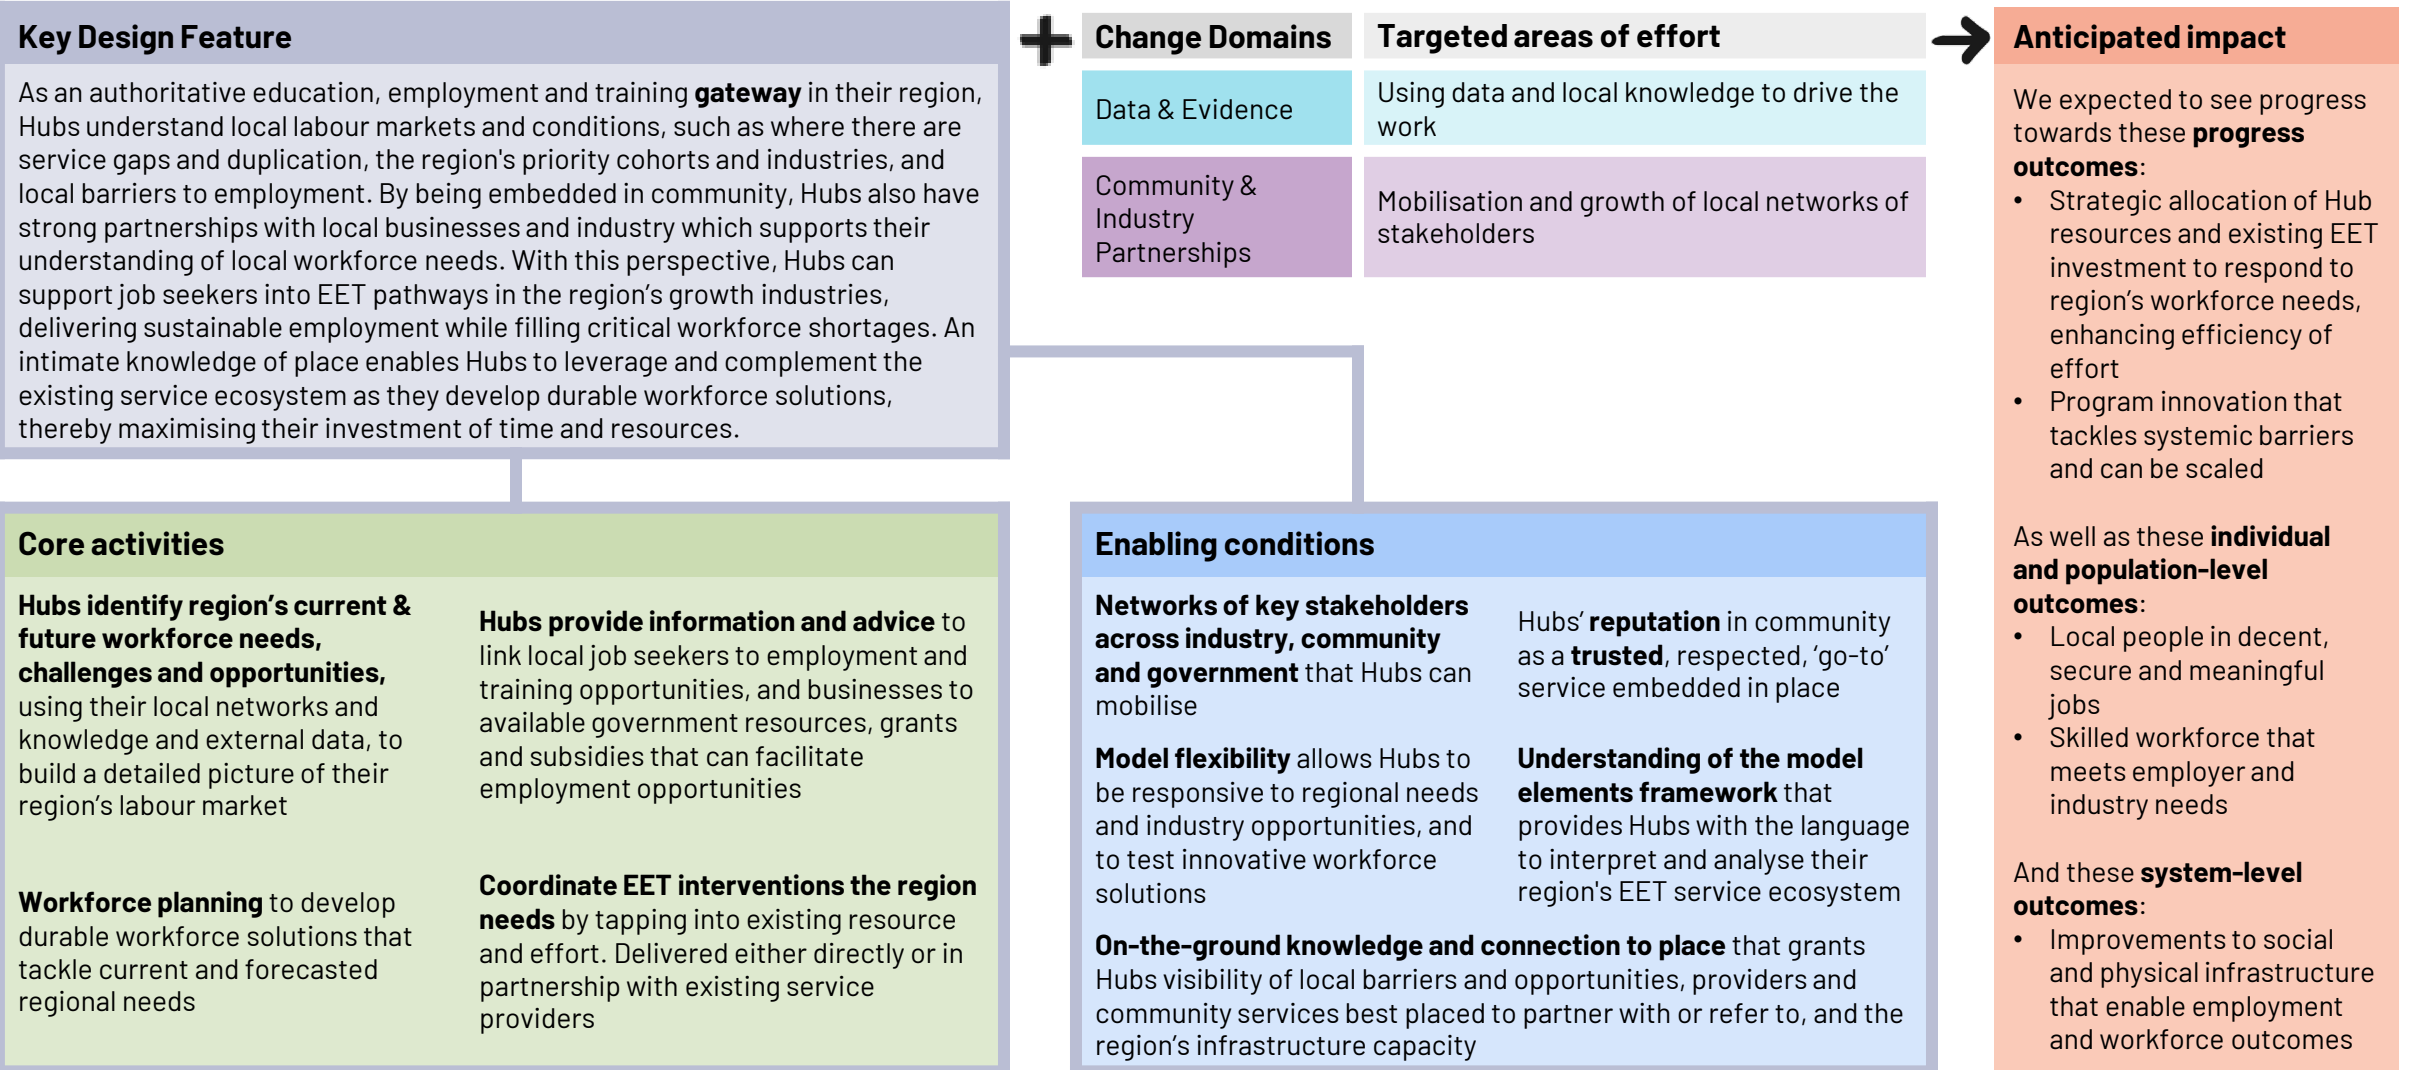 Key Design Feature
As an authoritative education, employment and training gateway in their region,
Hubs understand local labour markets and conditions, such as where there are
service gaps and duplication, the region's priority cohorts and industries, and
local barriers to employment. By being embedded in community, Hubs also have
strong partnerships with local businesses and industry which supports their
understanding of local workforce needs. With this perspective, Hubs can
support job seekers into EET pathways in the region’s growth industries,
delivering sustainable employment while filling critical workforce shortages. An
intimate knowledge of place enables Hubs to leverage and complement the
existing service ecosystem as they develop durable workforce solutions,
thereby maximising their investment of time and resources.
Change Domains
Targeted areas of effort
Data & Evidence
Using data and local knowledge to drive the
work
Community &
Industry
Partnerships
Mobilisation and growth of local networks of
stakeholders
Core activities
Hubs identify region’s current &
future workforce needs,
challenges and opportunities,
using their local networks and
knowledge and external data, to
build a detailed picture of their
region’s labour market
Hubs provide information and advice to
link local job seekers to employment and
training opportunities, and businesses to
available government resources, grants
and subsidies that can facilitate
employment opportunities
Workforce planning to develop
durable workforce solutions that
tackle current and forecasted
regional needs
Coordinate EET interventions the region
needs by tapping into existing resource
and effort. Delivered either directly or in
partnership with existing service
providers
Enabling conditions
Networks of key stakeholders
across industry, community
and government that Hubs can
mobilise
Hubs’ reputation in community
as a trusted, respected, ‘go-to’
service embedded in place
Model flexibility allows Hubs to
be responsive to regional needs
and industry opportunities, and
to test innovative workforce
solutions
Understanding of the model
elements framework that
provides Hubs with the language
to interpret and analyse their
region's EET service ecosystem
On-the-ground knowledge and connection to place that grants
Hubs visibility of local barriers and opportunities, providers and
community services best placed to partner with or refer to, and the
region’s infrastructure capacity
Anticipated impact
We expected to see progress
towards these progress
outcomes:
• Strategic allocation of Hub
resources and existing EET
investment to respond to
region’s workforce needs,
enhancing efficiency of
effort
• Program innovation that
tackles systemic barriers
and can be scaled
As well as these individual
and population-level
outcomes:
• Local people in decent,
secure and meaningful
jobs
• Skilled workforce that
meets employer and
industry needs
And these system-level
outcomes:
• Improvements to social
and physical infrastructure
that enable employment
and workforce outcomes